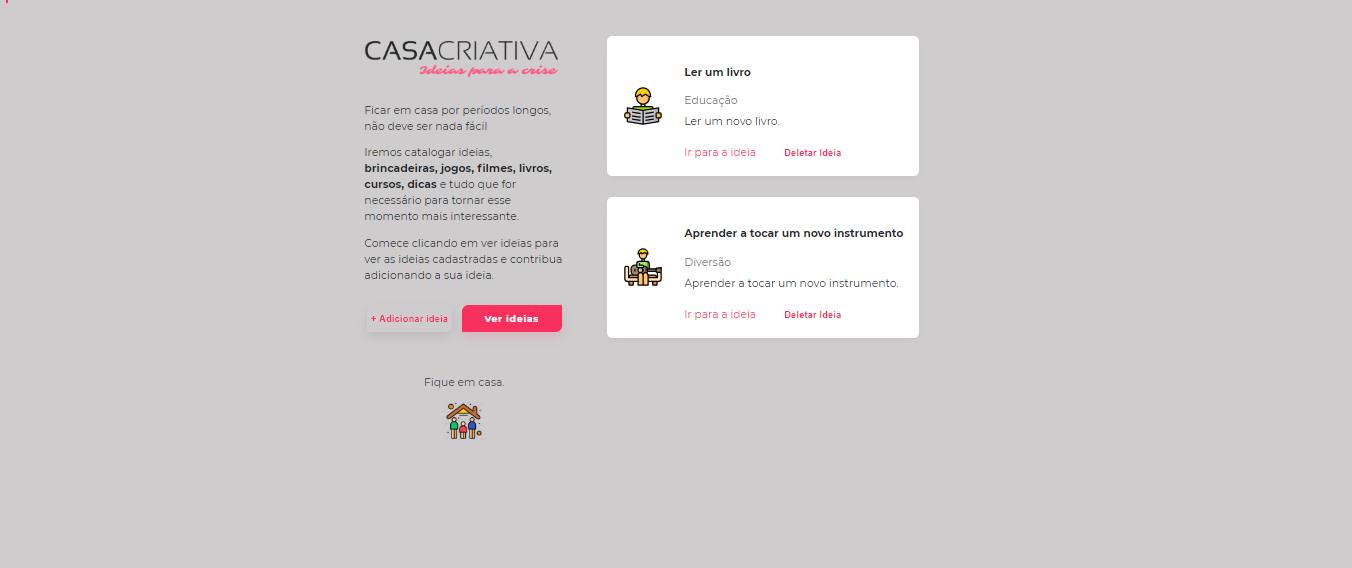 CASACRIATIVA
Ideias para a crise
Ficar em casa por períodos longos,
não deve ser nada fácil
Iremos catalogar ideias,
brincadeiras, jogos, filmes, livros,
cursos, dicas e tudo que for
necessário para tornar esse
momento mais interessante.
Comece clicando em ver ideias para
ver as ideias cadastradas e contribua
adicionando a sua ideia.
+ Adicionar ideia
Ver ideias
Fique em casa.
Ler um livro
Educação
Ler um novo livro.
Ir para a ideia
Deletar Ideia
Aprender a tocar um novo instrumento
Diversão
Aprender a tocar um novo instrumento.
Ir para a ideia
Deletar Ideia